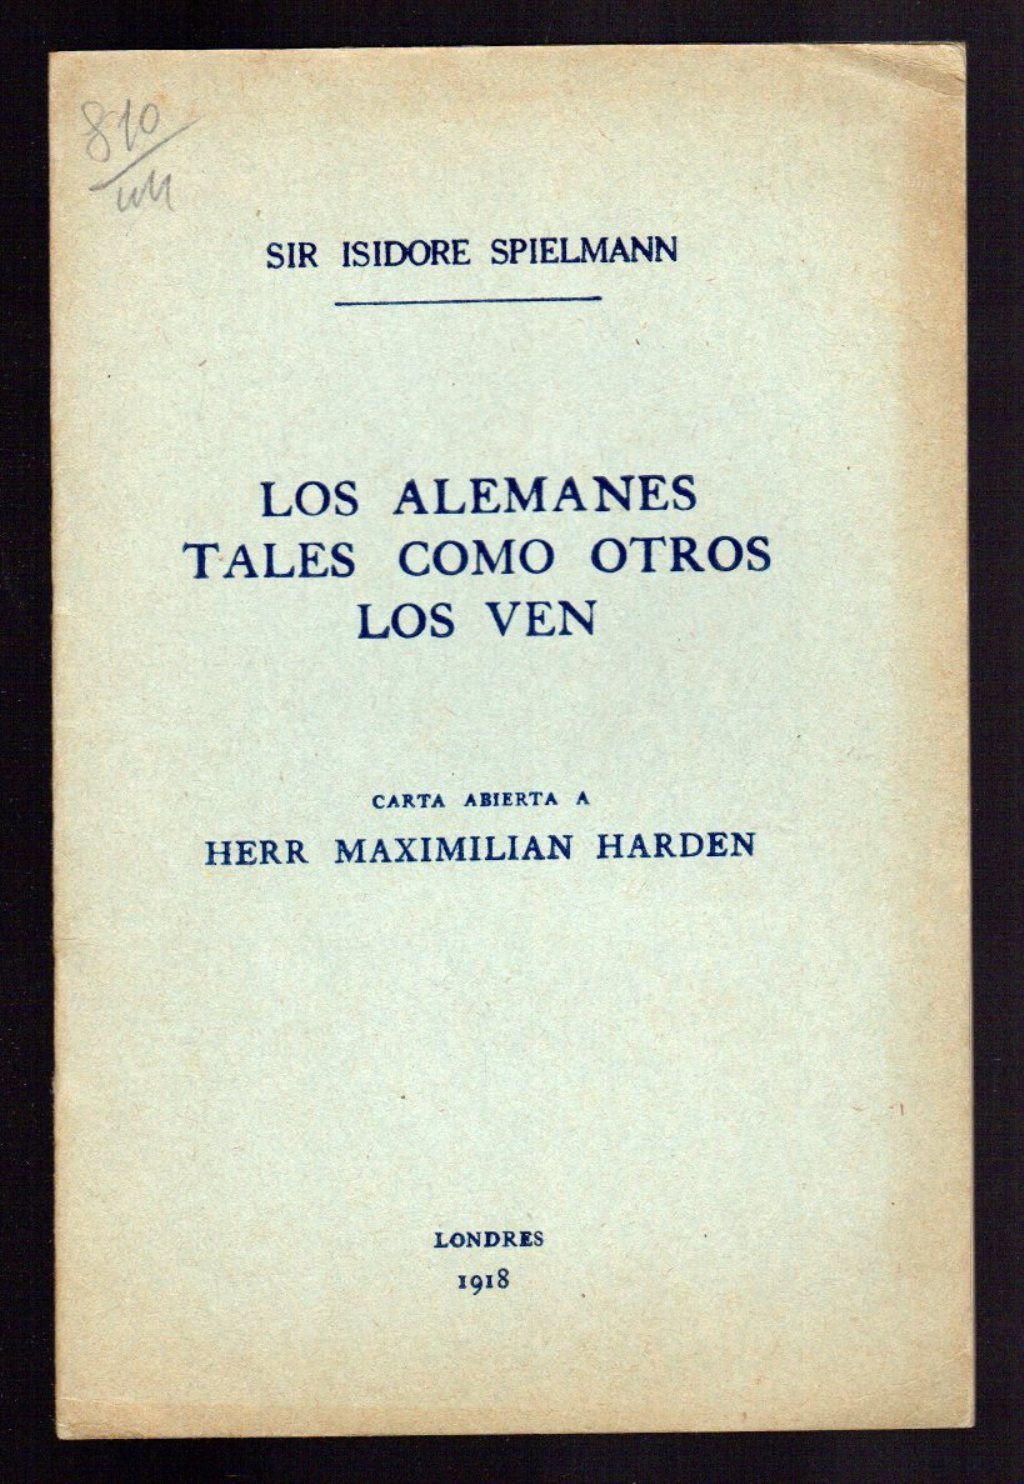 810
SIR ISIDORE SPIELMANN
LOS ALEMANES
TALES COMO OTROS
LOS VEN
CARTA ABIERTA A
HERR MAXIMILIAN HARDEN
LONDRES
1918